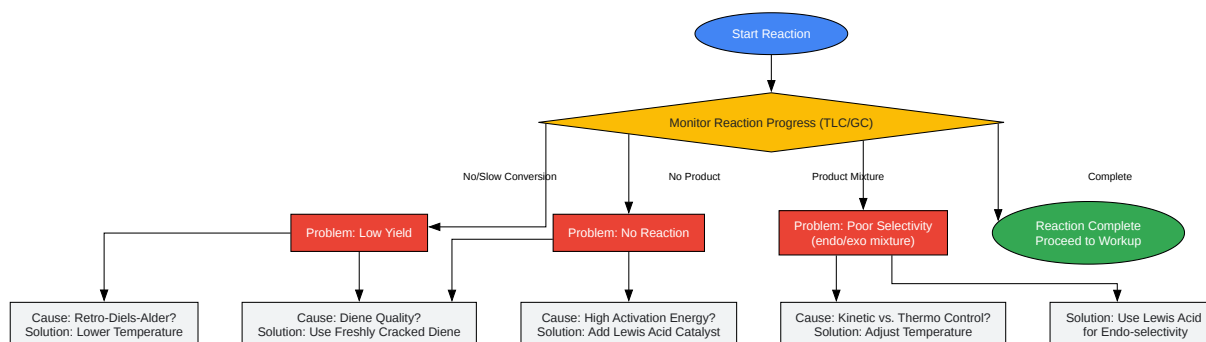 Start Reaction
Monitor Reaction Progress (TLC/GC)
No/Slow Conversion
No Product
Product Mixture
Complete
Problem: Low Yield
Problem: No Reaction
Problem: Poor Selectivity
(endo/exo mixture)
Reaction Complete
Proceed to Workup
Cause: Retro-Diels-Alder?
Solution: Lower Temperature
Cause: Diene Quality?
Solution: Use Freshly Cracked Diene
Cause: High Activation Energy?
Solution: Add Lewis Acid Catalyst
Cause: Kinetic vs. Thermo Control?
Solution: Adjust Temperature
Solution: Use Lewis Acid
for Endo-selectivity